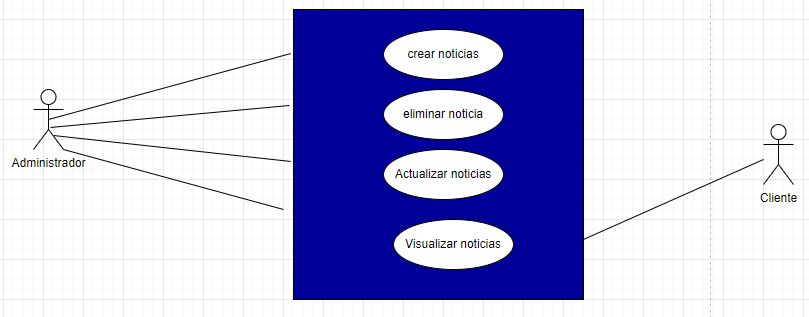 crear noticias
eliminar noticia
Administrador
Actualizar noticias
Cliente
Visualizar noticias